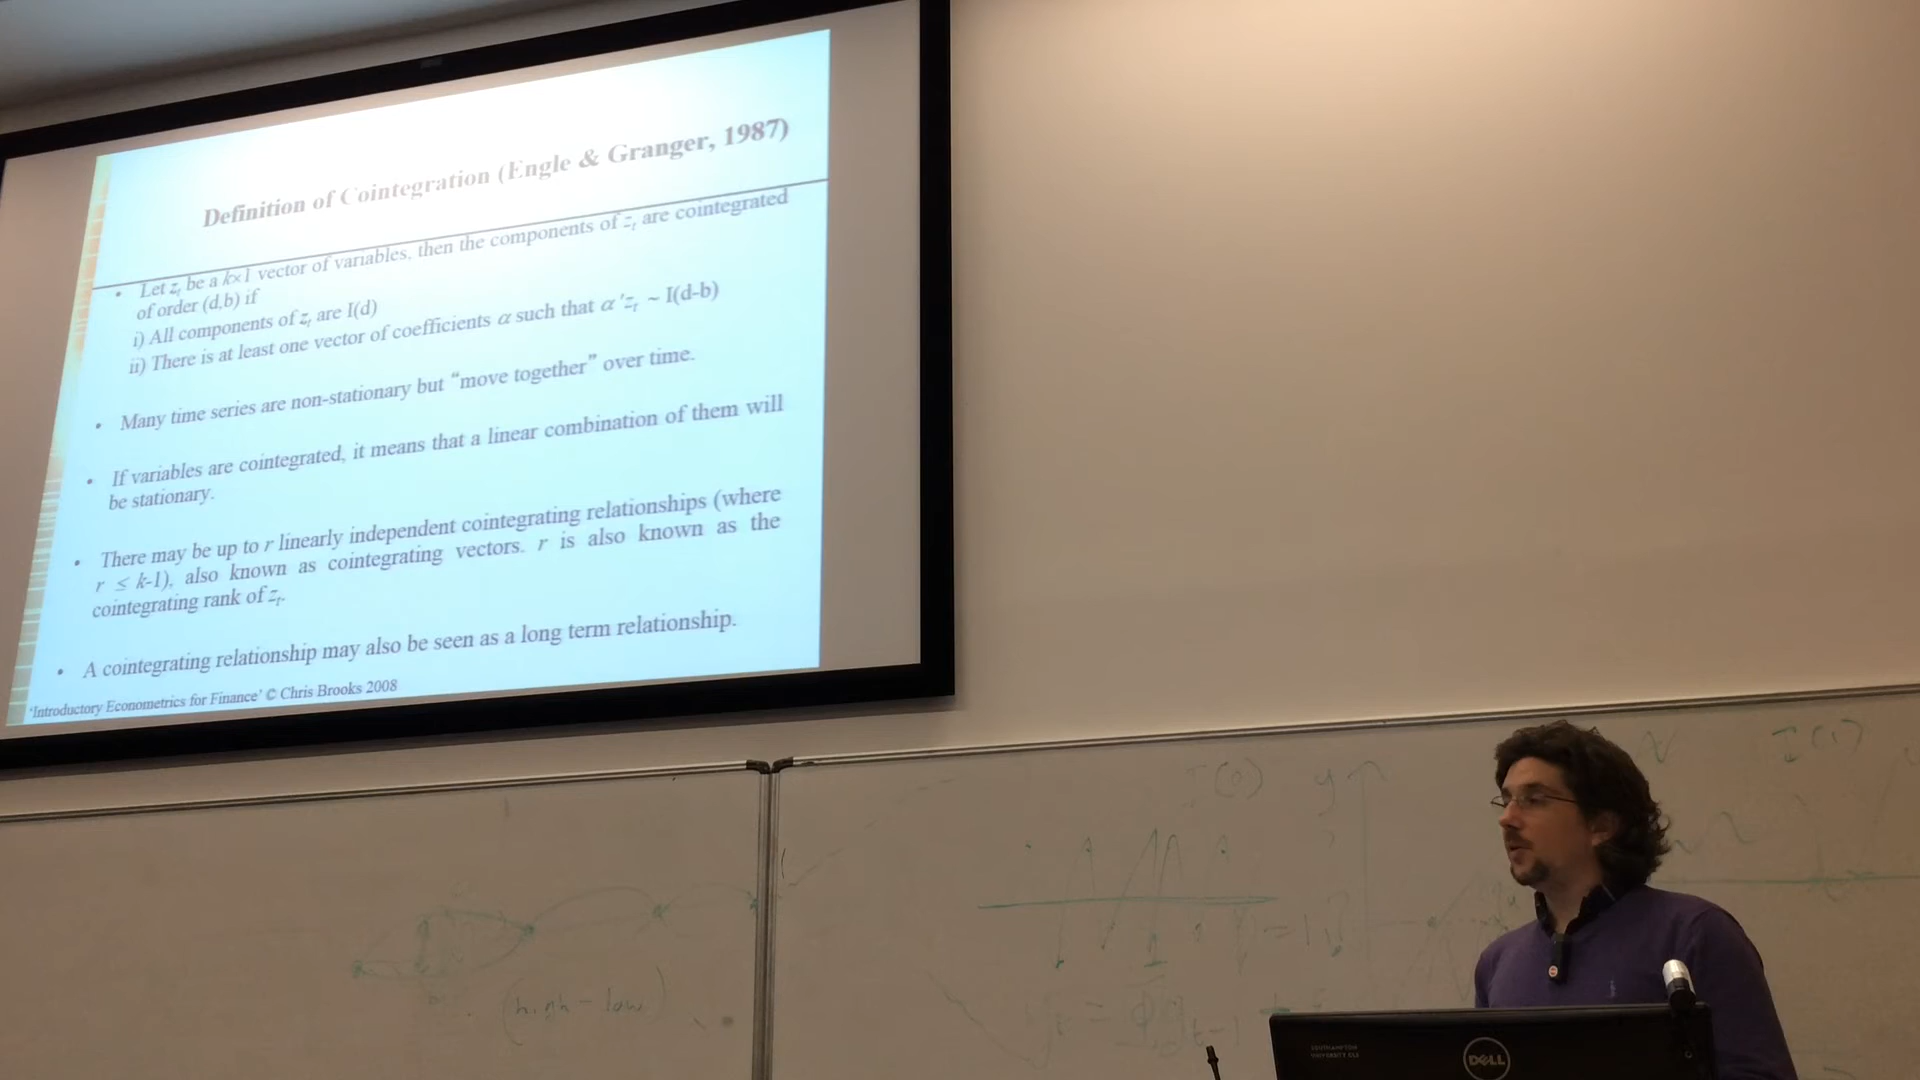 Definition of Cointegration (Engle & Granger, 1987)
• Let zₜ be a k×1 vector of variables, then the components of zₜ are cointegrated
of order (d,b) if
i) All components of zₜ are I(d)
ii) There is at least one vector of coefficients α such that α'zₜ ~ I(d-b)
• Many time series are non-stationary but “move together” over time.
• If variables are cointegrated, it means that a linear combination of them will
be stationary.
• There may be up to r linearly independent cointegrating relationships (where
r ≤ k-1), also known as cointegrating vectors. r is also known as the
cointegrating rank of zₜ.
• A cointegrating relationship may also be seen as a long term relationship.
‘Introductory Econometrics for Finance’ © Chris Brooks 2008
I(0) y
I(1)
(high - low)
DELL